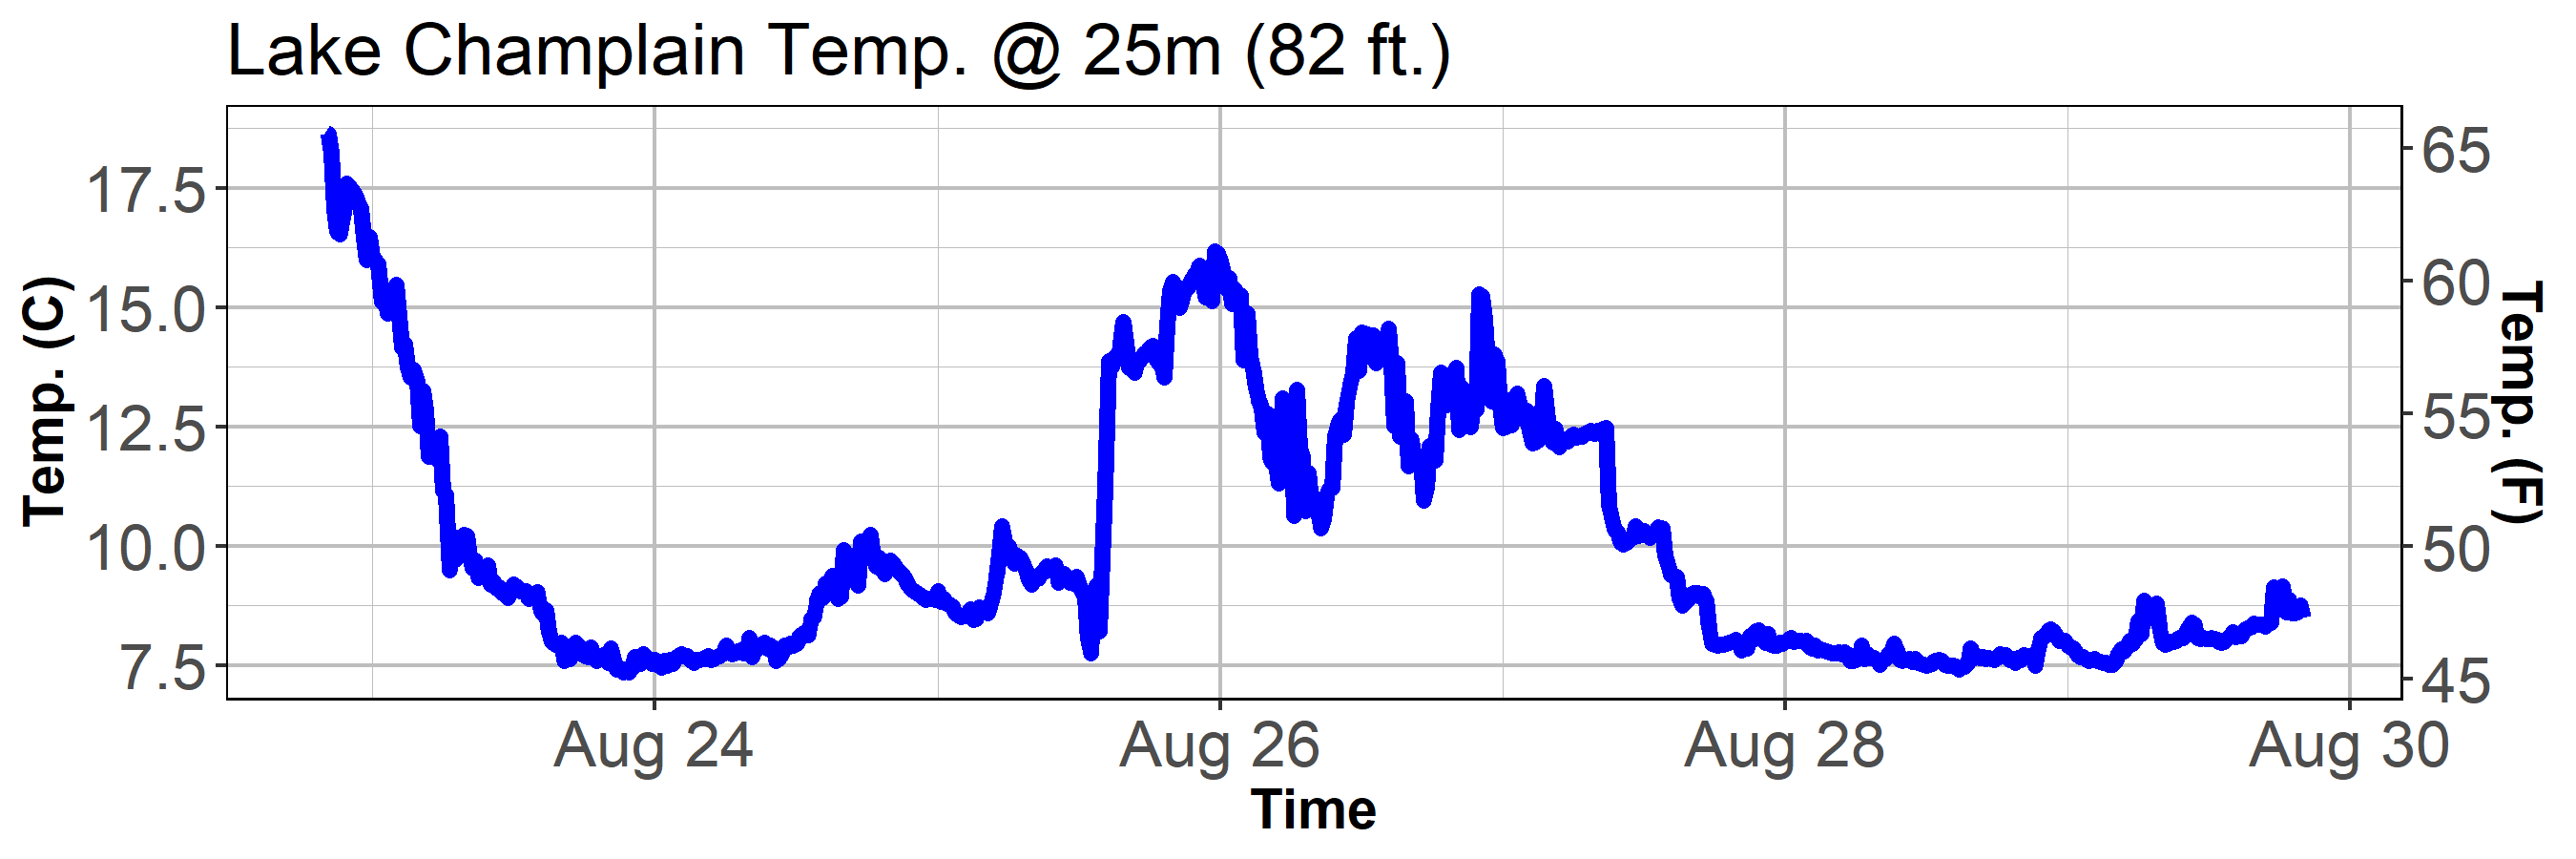 Lake Champlain Temp. @ 25m (82 ft.)
Temp. (C)
17.5
15.0
12.5
10.0
7.5
65
60
55
50
45
Temp. (F)
Aug 24
Aug 26
Aug 28
Aug 30
Time